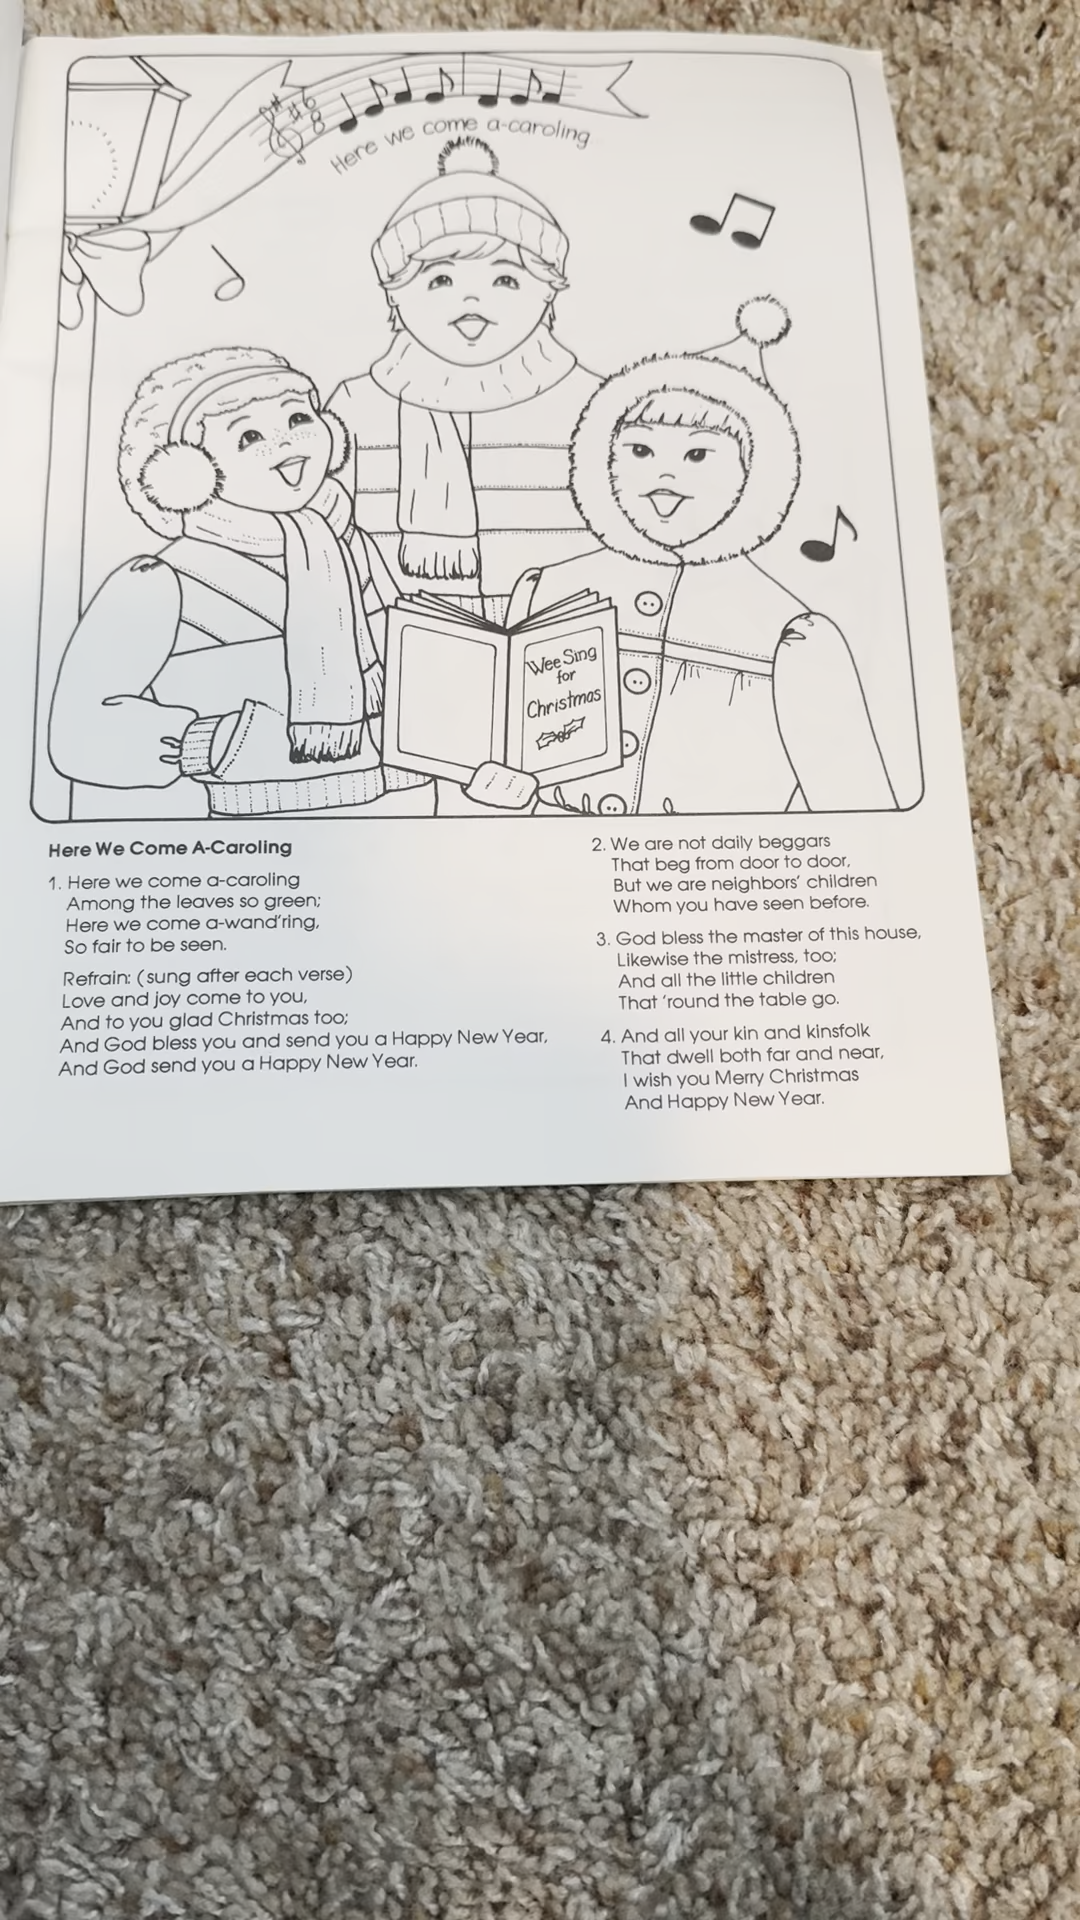 Here we come a-caroling
Wee Sing
for
Christmas
Here We Come A-Caroling
1. Here we come a-caroling
Among the leaves so green;
Here we come a-wand'ring,
So fair to be seen.
Refrain: (sung after each verse)
Love and joy come to you,
And to you glad Christmas too;
And God bless you and send you a Happy New Year,
And God send you a Happy New Year.
2. We are not daily beggars
That beg from door to door,
But we are neighbors' children
Whom you have seen before.
3. God bless the master of this house,
Likewise the mistress, too;
And all the little children
That 'round the table go.
4. And all your kin and kinsfolk
That dwell both far and near,
I wish you Merry Christmas
And Happy New Year.